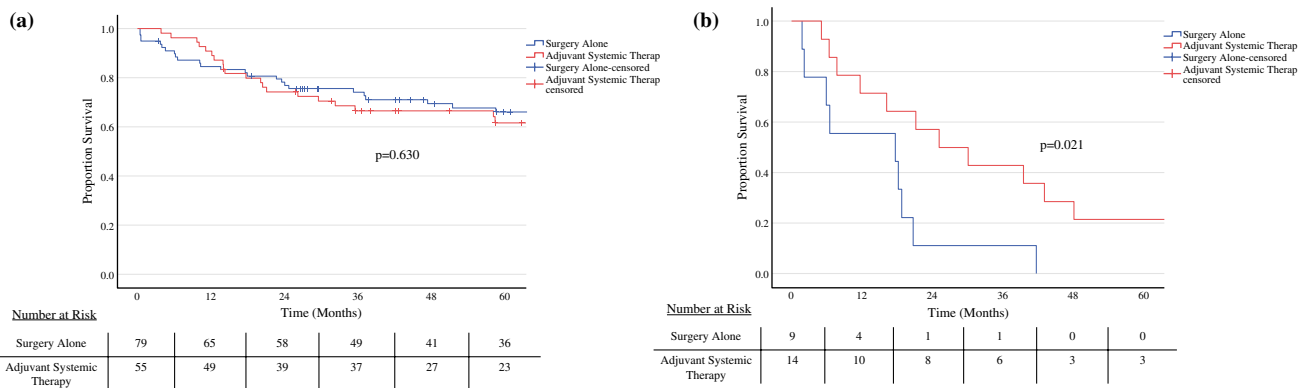 (a)
1.0
0.8
0.6
0.4
0.2
0.0
Proportion Survival
p=0.630
Surgery Alone
Adjuvant Systemic Therap
Surgery Alone-censored
Adjuvant Systemic Therap
censored
0 12 24 36 48 60
Time (Months)
Number at Risk
Surgery Alone 79 65 58 49 41 36
Adjuvant Systemic 55 49 39 37 27 23
Therapy
(b)
1.0
0.8
0.6
0.4
0.2
0.0
Proportion Survival
p=0.021
Surgery Alone
Adjuvant Systemic Therap
Surgery Alone-censored
Adjuvant Systemic Therap
censored
0 12 24 36 48 60
Time (Months)
Number at Risk
Surgery Alone 9 4 1 1 0 0
Adjuvant Systemic 14 10 8 6 3 3
Therapy